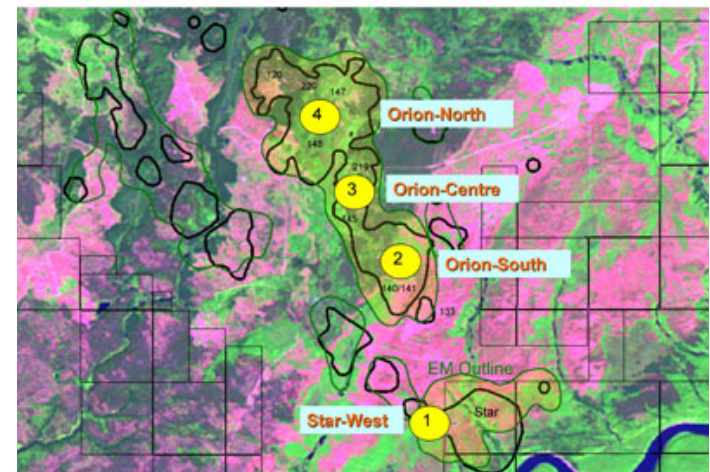 120
220
147
4
Orion-North
148
219
3
Orion-Centre
145
2
Orion-South
140/141
133
EM Outline
Star
Star-West
1